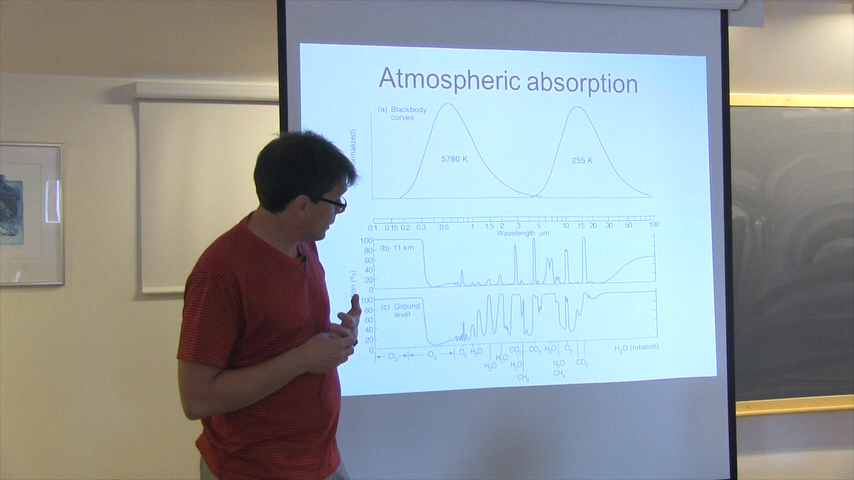 Atmospheric absorption
(a) Blackbody
curves
5780 K
255 K
0.1 0.15 0.2 0.3 0.5 1 1.5 2 3 5 10 15 20 30 50 100
Wavelength μm
100
80
60
40
20
0
(b) 11 km
100
80
60
40
20
0
(c) Ground
level
O₂ O₃ O₂ H₂O CO₂ CO₂ H₂O O₃ H₂O (rotation)
H₂O H₂O H₂O N₂O CO₂
CH₄ CH₄